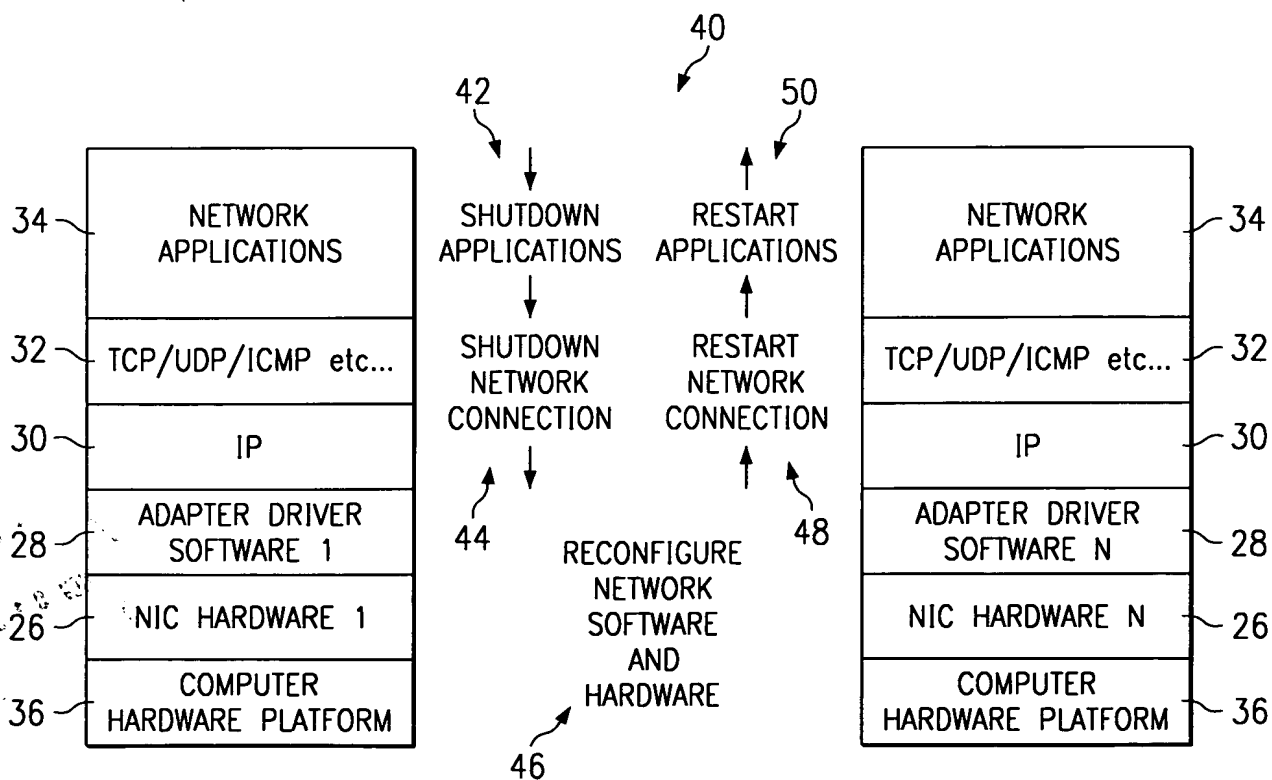 40
42
50
34
NETWORK
APPLICATIONS
32
TCP/UDP/ICMP etc...
30
IP
28
ADAPTER DRIVER
SOFTWARE 1
26
NIC HARDWARE 1
36
COMPUTER
HARDWARE PLATFORM
SHUTDOWN
APPLICATIONS
SHUTDOWN
NETWORK
CONNECTION
44
RESTART
APPLICATIONS
RESTART
NETWORK
CONNECTION
48
RECONFIGURE
NETWORK
SOFTWARE
AND
HARDWARE
46
NETWORK
APPLICATIONS
34
TCP/UDP/ICMP etc...
32
IP
30
ADAPTER DRIVER
SOFTWARE N
28
NIC HARDWARE N
26
COMPUTER
HARDWARE PLATFORM
36